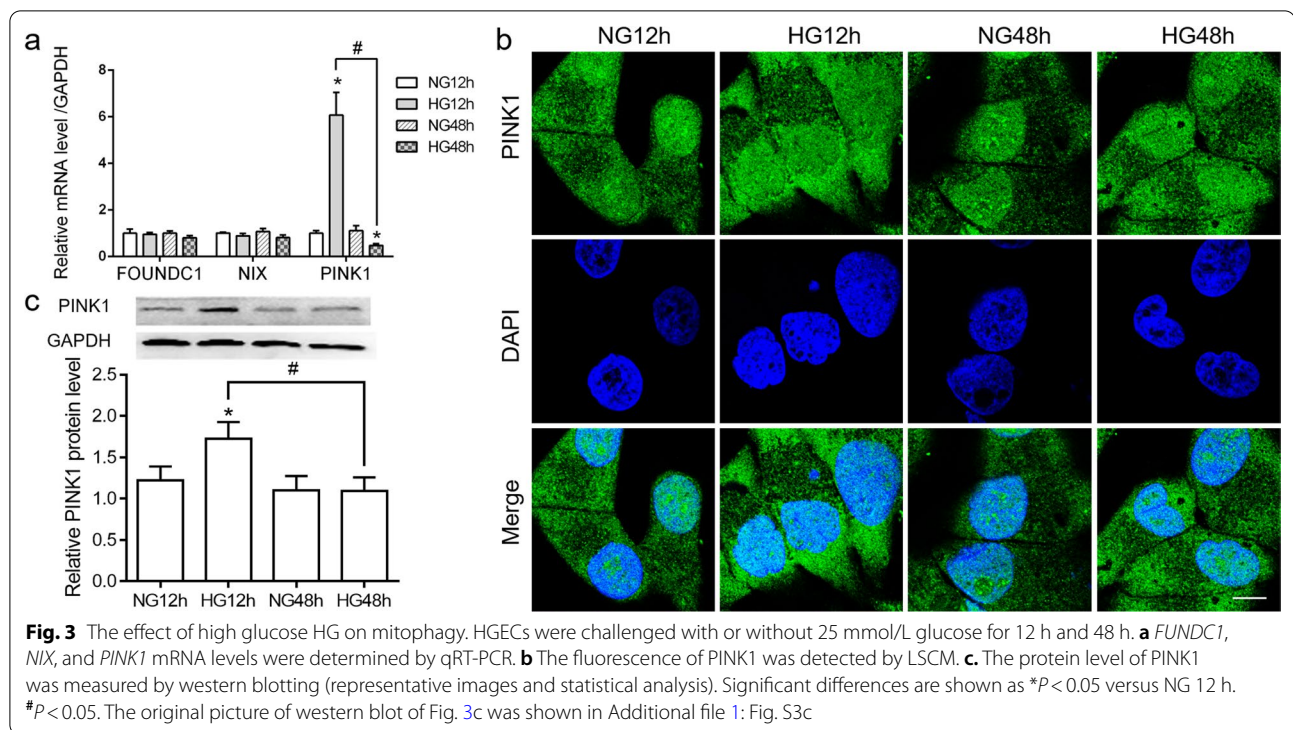 a
#
*
*
8
6
4
2
0
Relative mRNA level /GAPDH
NG12h
HG12h
NG48h
HG48h
FOUNDC1 NIX PINK1
b
NG12h HG12h NG48h HG48h
PINK1
DAPI
Merge
c
PINK1
GAPDH
#
*
2.5
2.0
1.5
1.0
0.5
0.0
Relative PINK1 protein level
NG12h HG12h NG48h HG48h
Fig. 3 The effect of high glucose HG on mitophagy. HGECs were challenged with or without 25 mmol/L glucose for 12 h and 48 h. a FUNDC1,
NIX, and PINK1 mRNA levels were determined by qRT-PCR. b The fluorescence of PINK1 was detected by LSCM. c. The protein level of PINK1
was measured by western blotting (representative images and statistical analysis). Significant differences are shown as *P < 0.05 versus NG 12 h.
#P < 0.05. The original picture of western blot of Fig. 3c was shown in Additional file 1: Fig. S3c